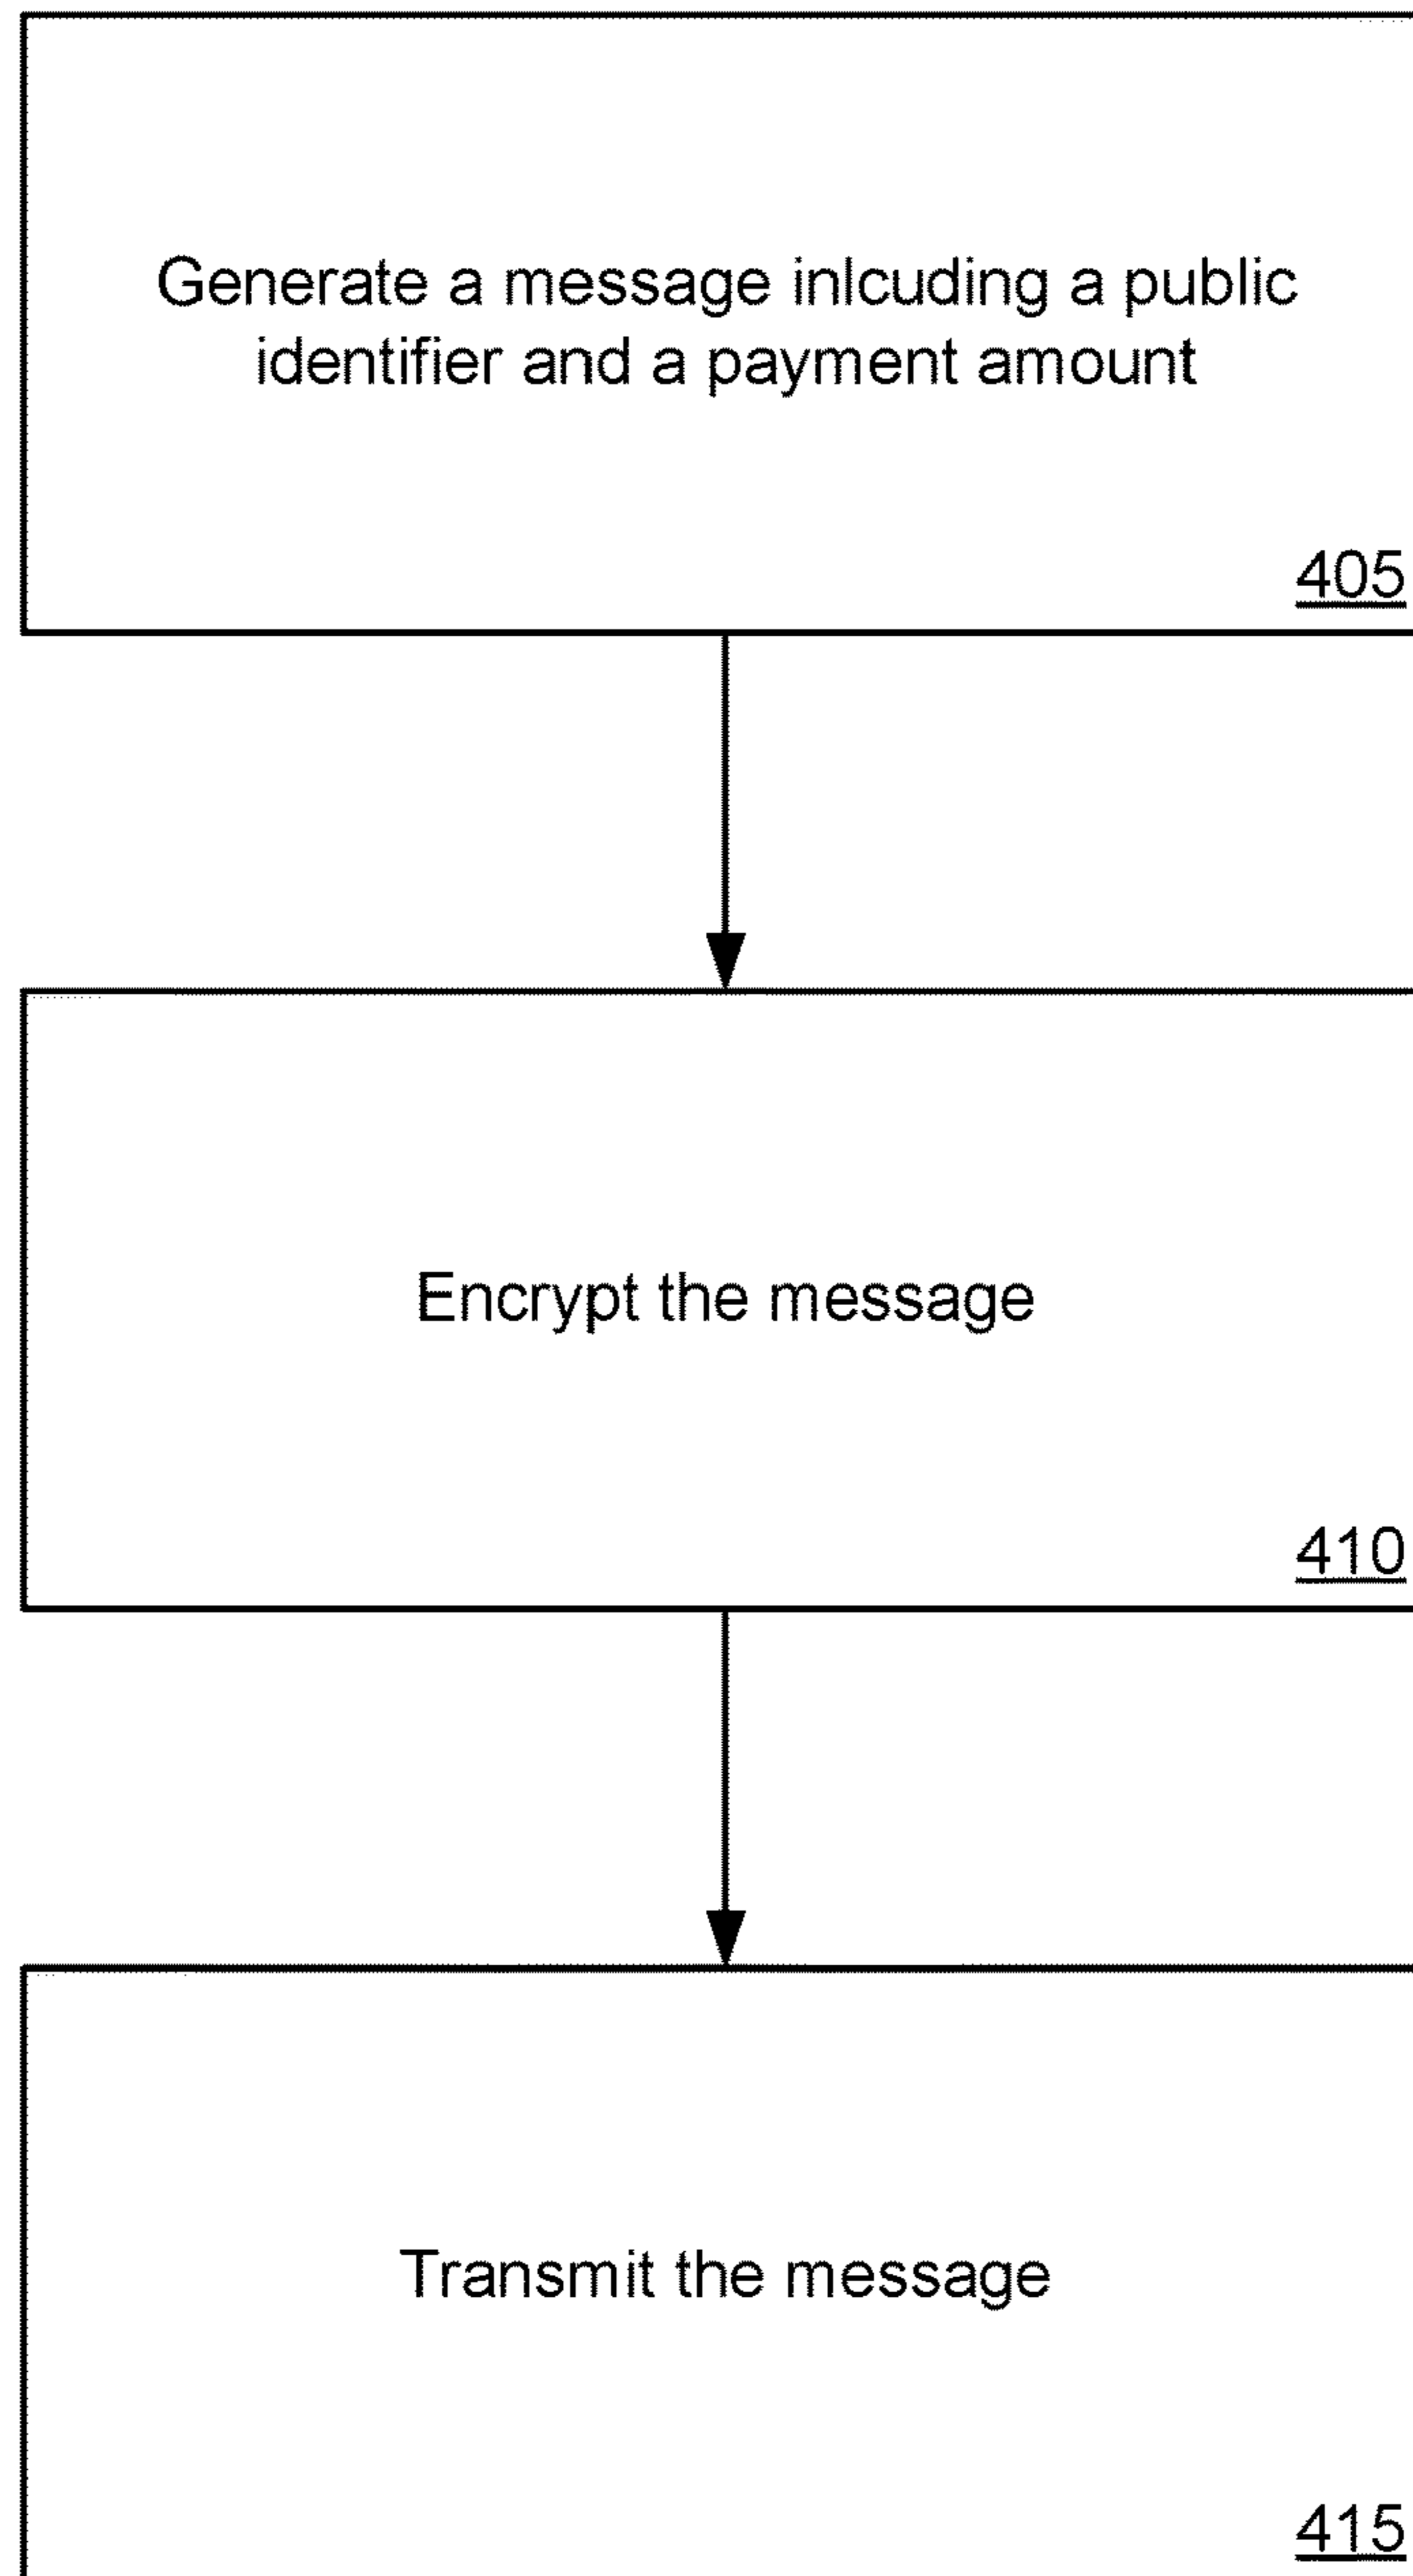 Generate a message inlcuding a public
identifier and a payment amount
405
Encrypt the message
410
Transmit the message
415